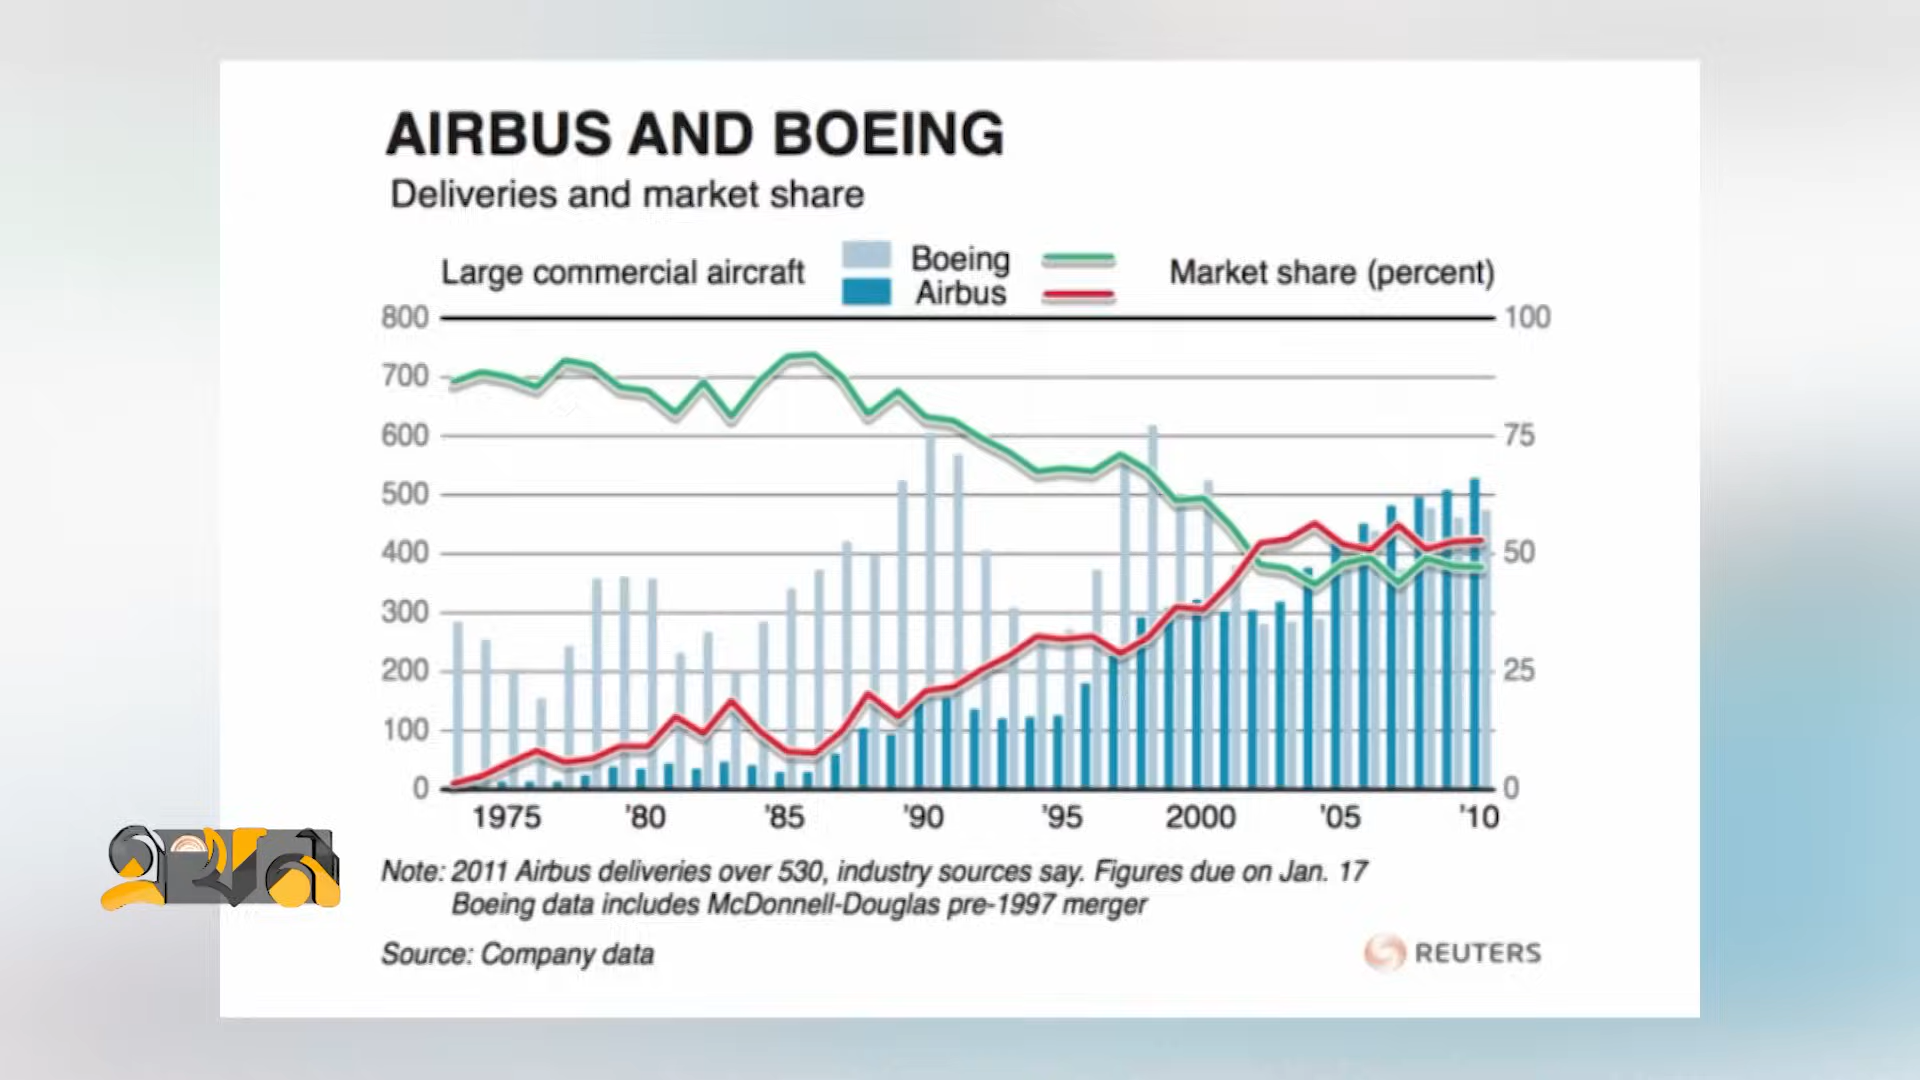 AIRBUS AND BOEING
Deliveries and market share
Large commercial aircraft
Boeing
Airbus
Market share (percent)
800
700
600
500
400
300
200
100
0
100
75
50
25
0
1975 '80 '85 '90 '95 2000 '05 '10
Note: 2011 Airbus deliveries over 530, industry sources say. Figures due on Jan. 17
Boeing data includes McDonnell-Douglas pre-1997 merger
Source: Company data
REUTERS